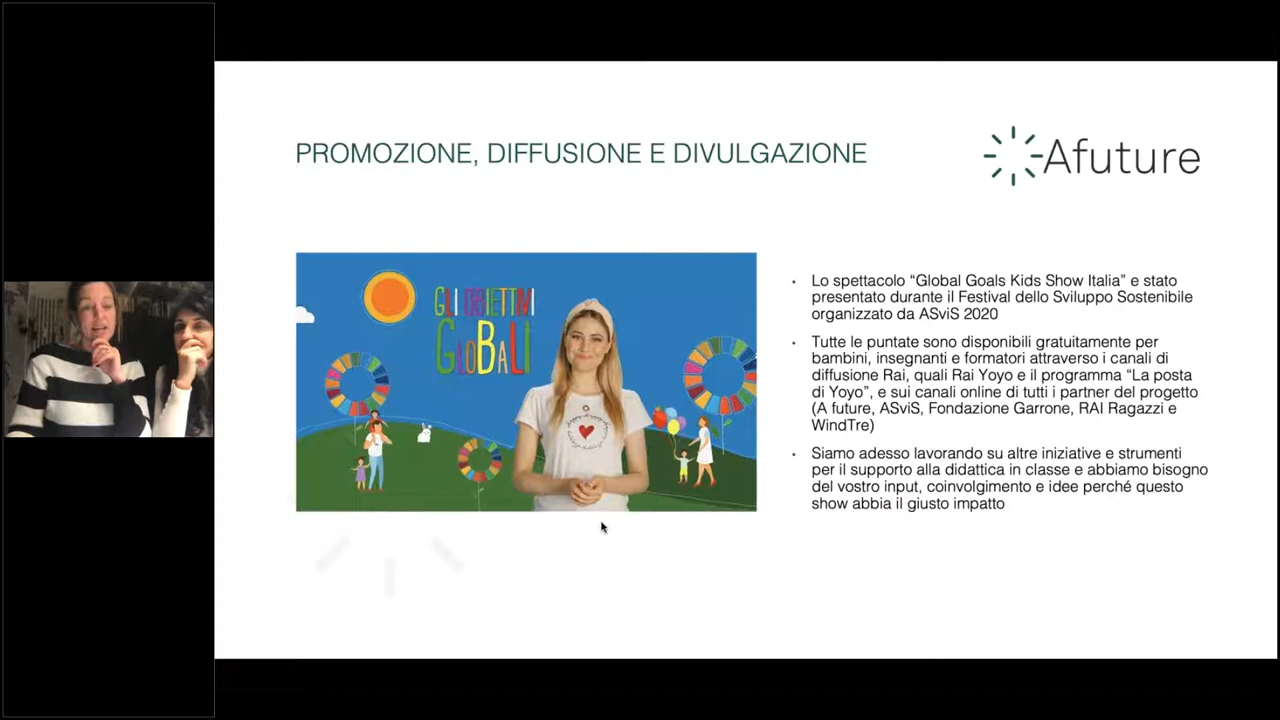 PROMOZIONE, DIFFUSIONE E DIVULGAZIONE
Afuture
GLI OBIETTIVI
GLOBALI
Lo spettacolo “Global Goals Kids Show Italia” e stato
presentato durante il Festival dello Sviluppo Sostenibile
organizzato da ASviS 2020
Tutte le puntate sono disponibili gratuitamente per
bambini, insegnanti e formatori attraverso i canali di
diffusione Rai, quali Rai Yoyo e il programma “La posta
di Yoyo”, e sui canali online di tutti i partner del progetto
(A future, ASviS, Fondazione Garrone, RAI Ragazzi e
WindTre)
Siamo adesso lavorando su altre iniziative e strumenti
per il supporto alla didattica in classe e abbiamo bisogno
del vostro input, coinvolgimento e idee perché questo
show abbia il giusto impatto